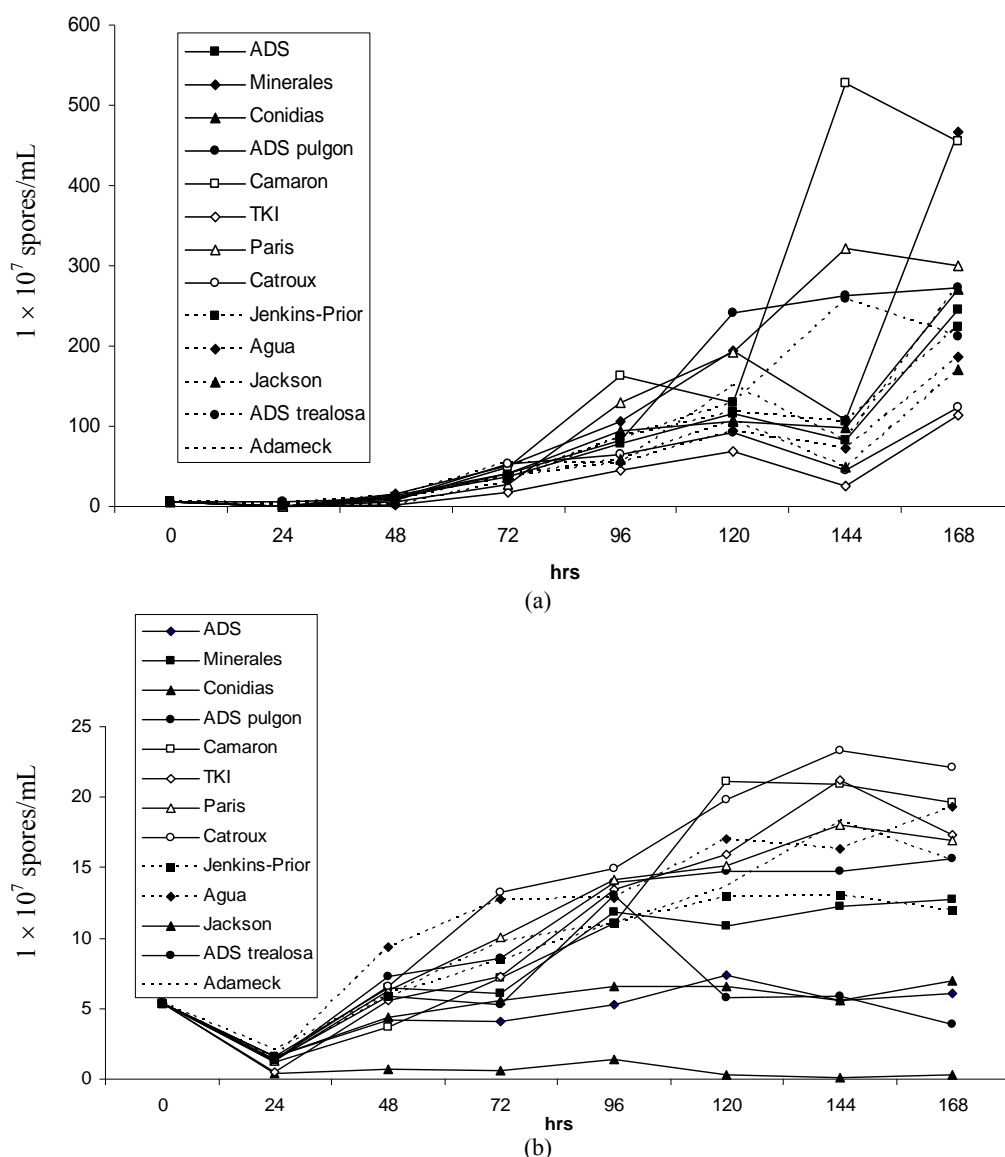 (a)
1 × 10⁷ spores/mL
600
500
400
300
200
100
0
ADS
Minerales
Conidias
ADS pulgon
Camaron
TKI
Paris
Catroux
Jenkins-Prior
Agua
Jackson
ADS trealosa
Adameck
0 24 48 72 96 120 144 168
hrs
(a)
1 × 10⁷ spores/mL
25
20
15
10
5
0
ADS
Minerales
Conidias
ADS pulgon
Camaron
TKI
Paris
Catroux
Jenkins-Prior
Agua
Jackson
ADS trealosa
Adameck
0 24 48 72 96 120 144 168
hrs
(b)